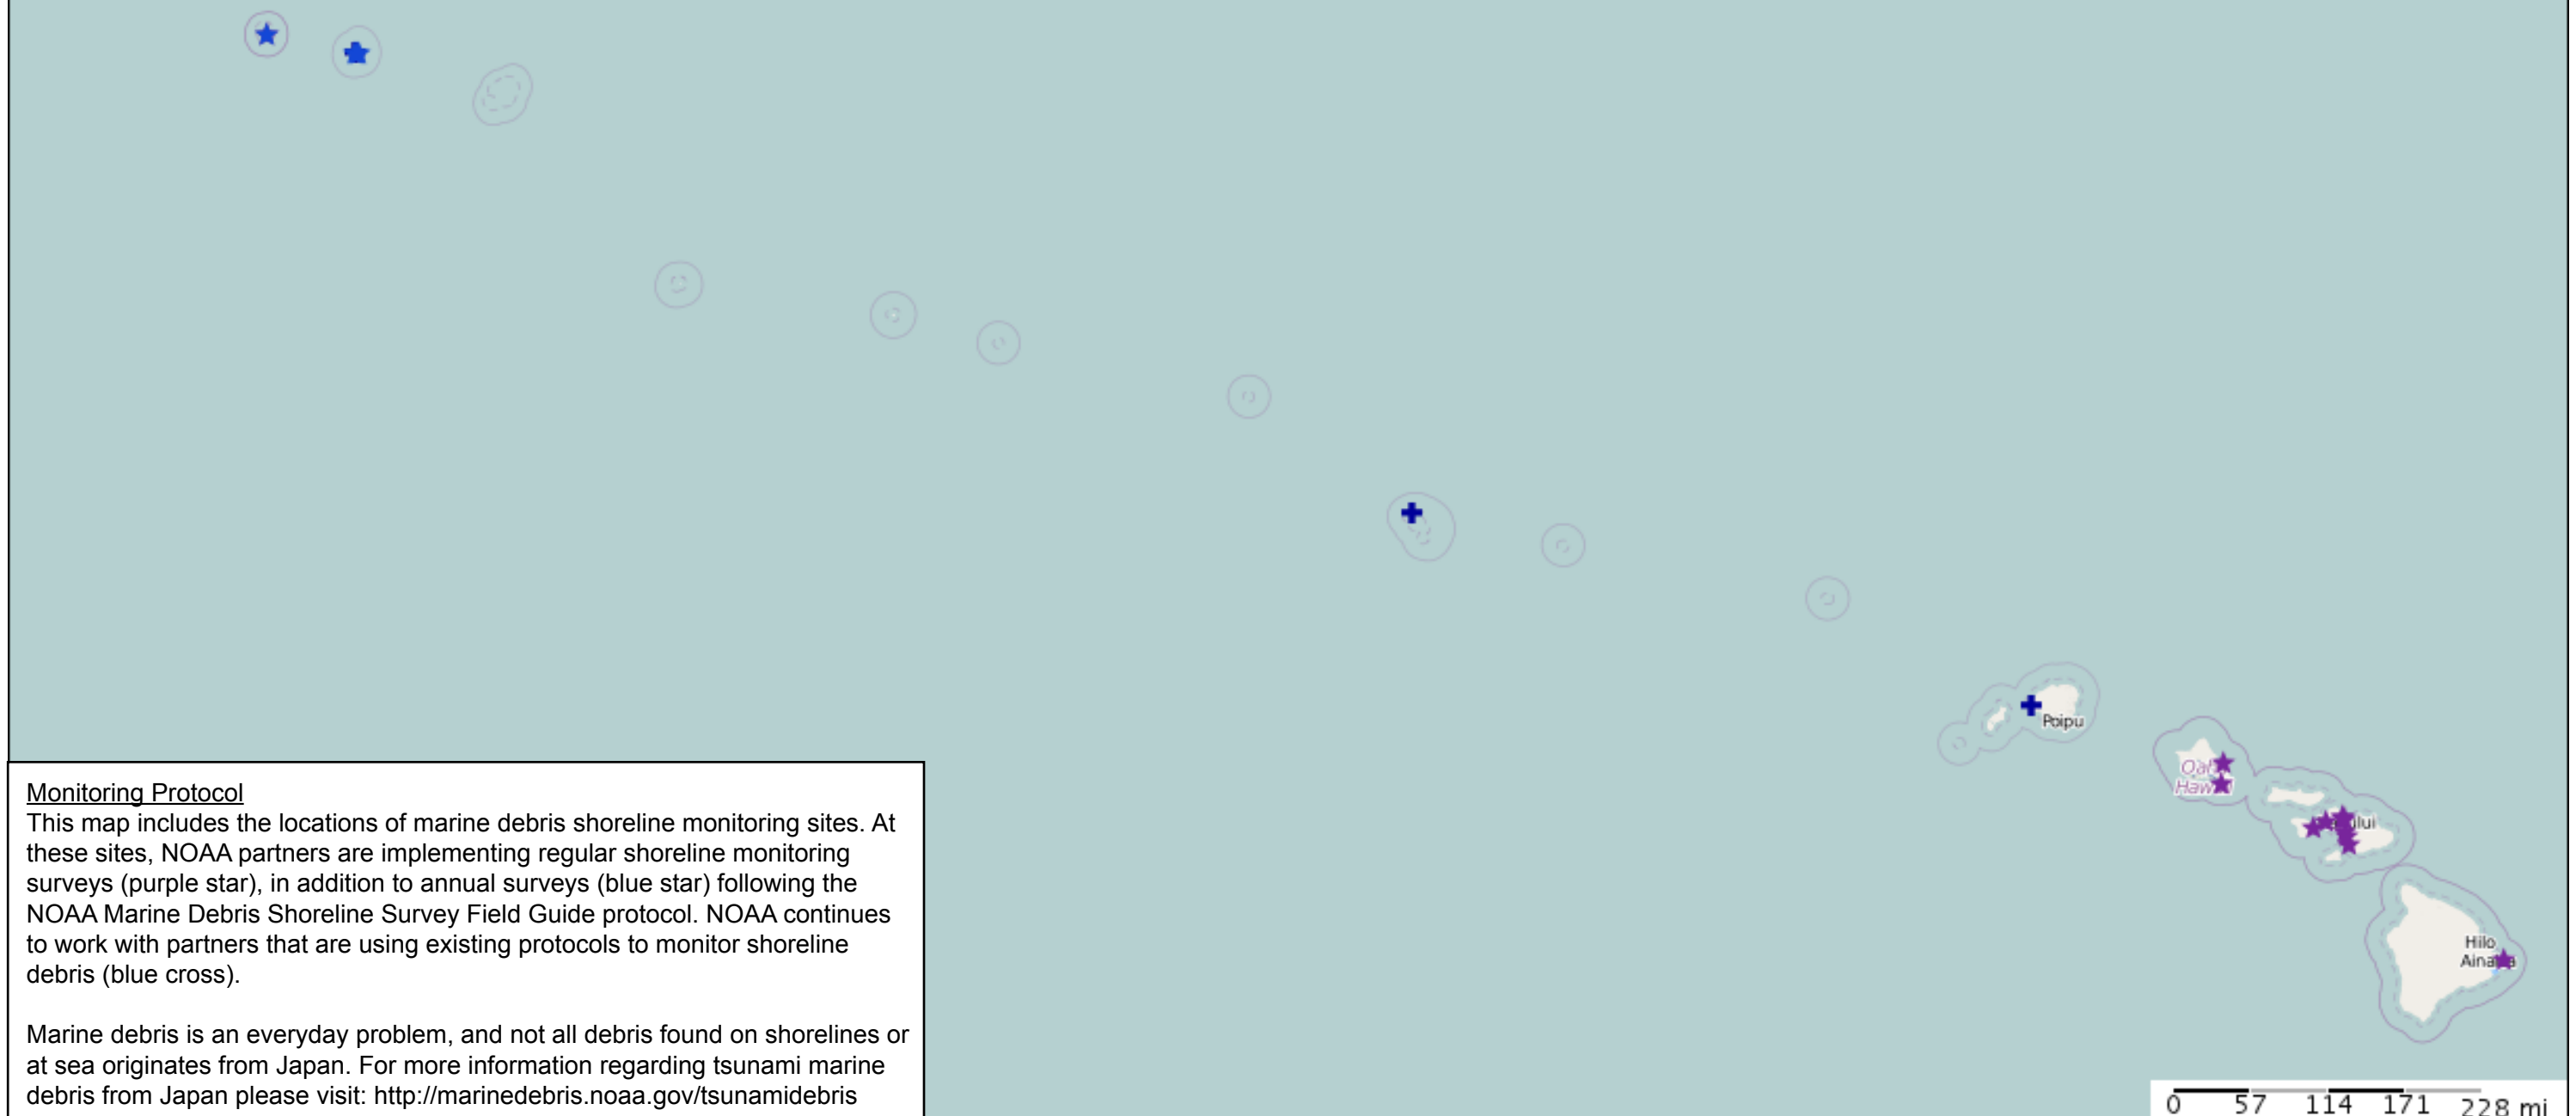 Poipu
Monitoring Protocol
This map includes the locations of marine debris shoreline monitoring sites. At
these sites, NOAA partners are implementing regular shoreline monitoring
surveys (purple star), in addition to annual surveys (blue star) following the
NOAA Marine Debris Shoreline Survey Field Guide protocol. NOAA continues
to work with partners that are using existing protocols to monitor shoreline
debris (blue cross).
Marine debris is an everyday problem, and not all debris found on shorelines or
at sea originates from Japan. For more information regarding tsunami marine
debris from Japan please visit: http://marinedebris.noaa.gov/tsunamidebris
Hilo
0 57 114 171 228 mi